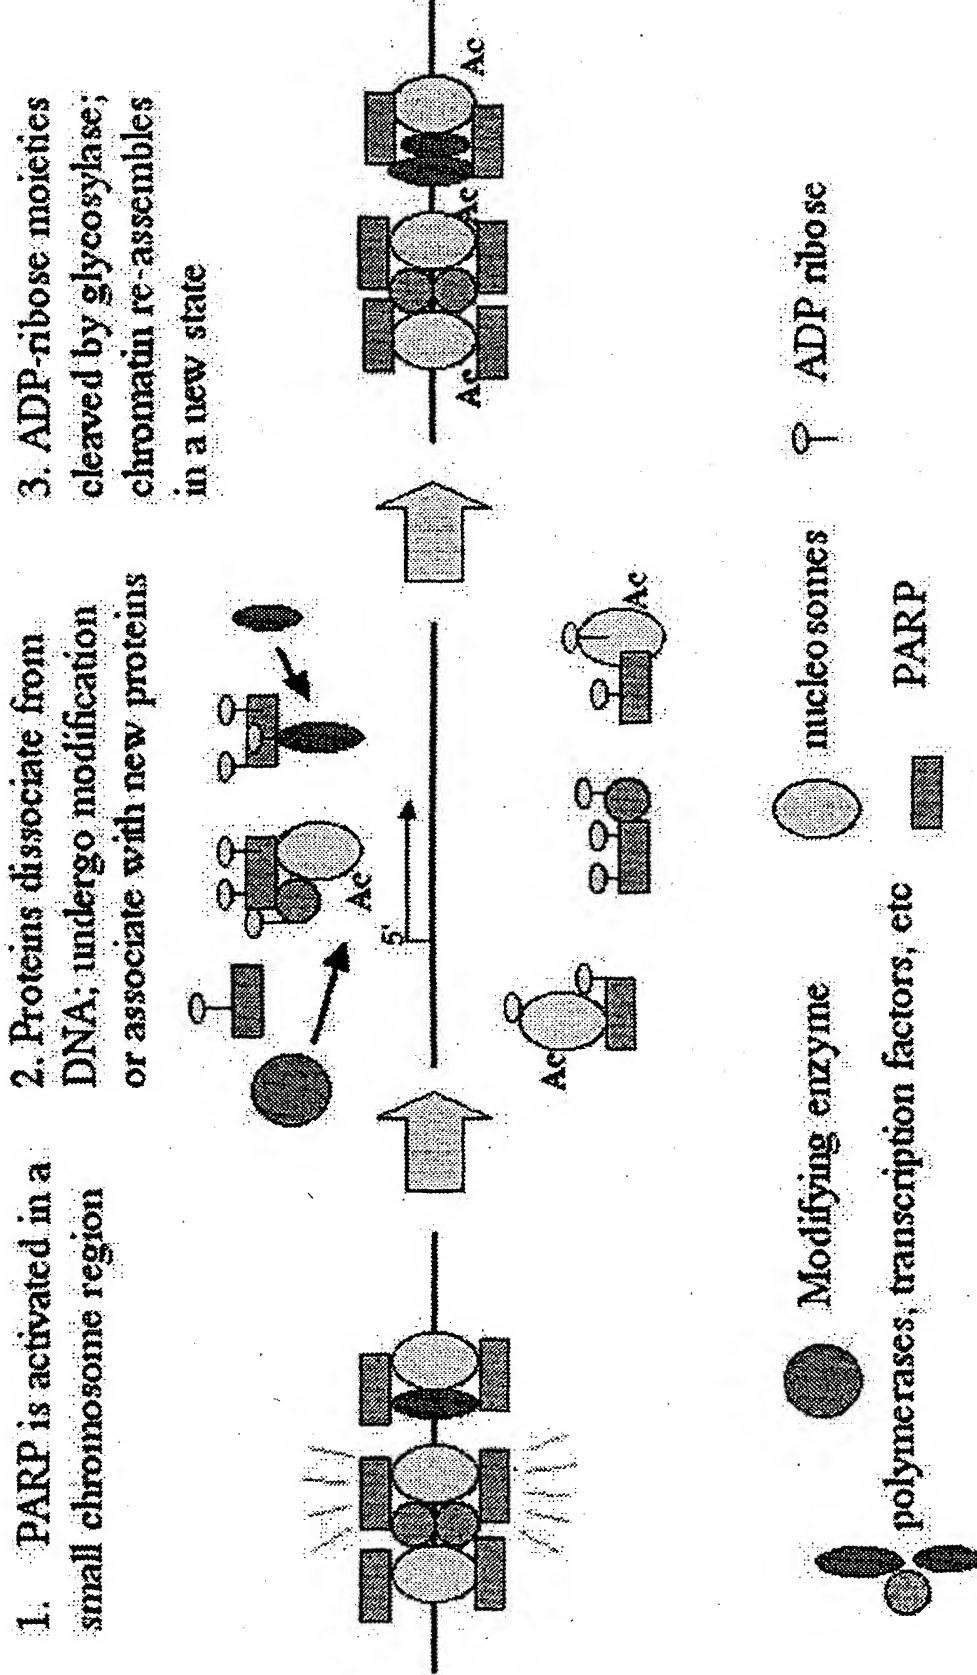 1. PARP is activated in a
small chromosome region
2. Proteins dissociate from
DNA; undergo modification
or associate with new proteins
3. ADP-ribose moieties
cleaved by glycosylase;
chromatin re-assembles
in a new state
5'
Ac
Ac
Ac
Ac
Ac
Ac
Modifying enzyme
nucleosomes
ADP ribose
polymerases, transcription factors, etc
PARP